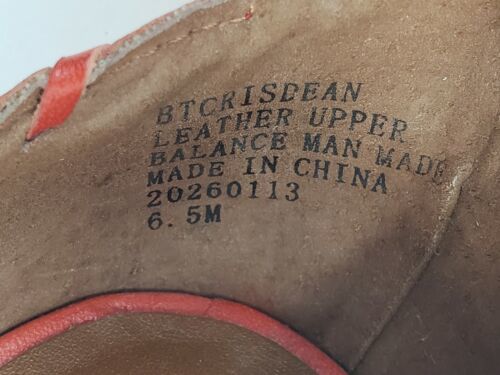 BTCRISDEAN
LEATHER UPPER
BALANCE MAN MADE
MADE IN CHINA
20260113
6.5M